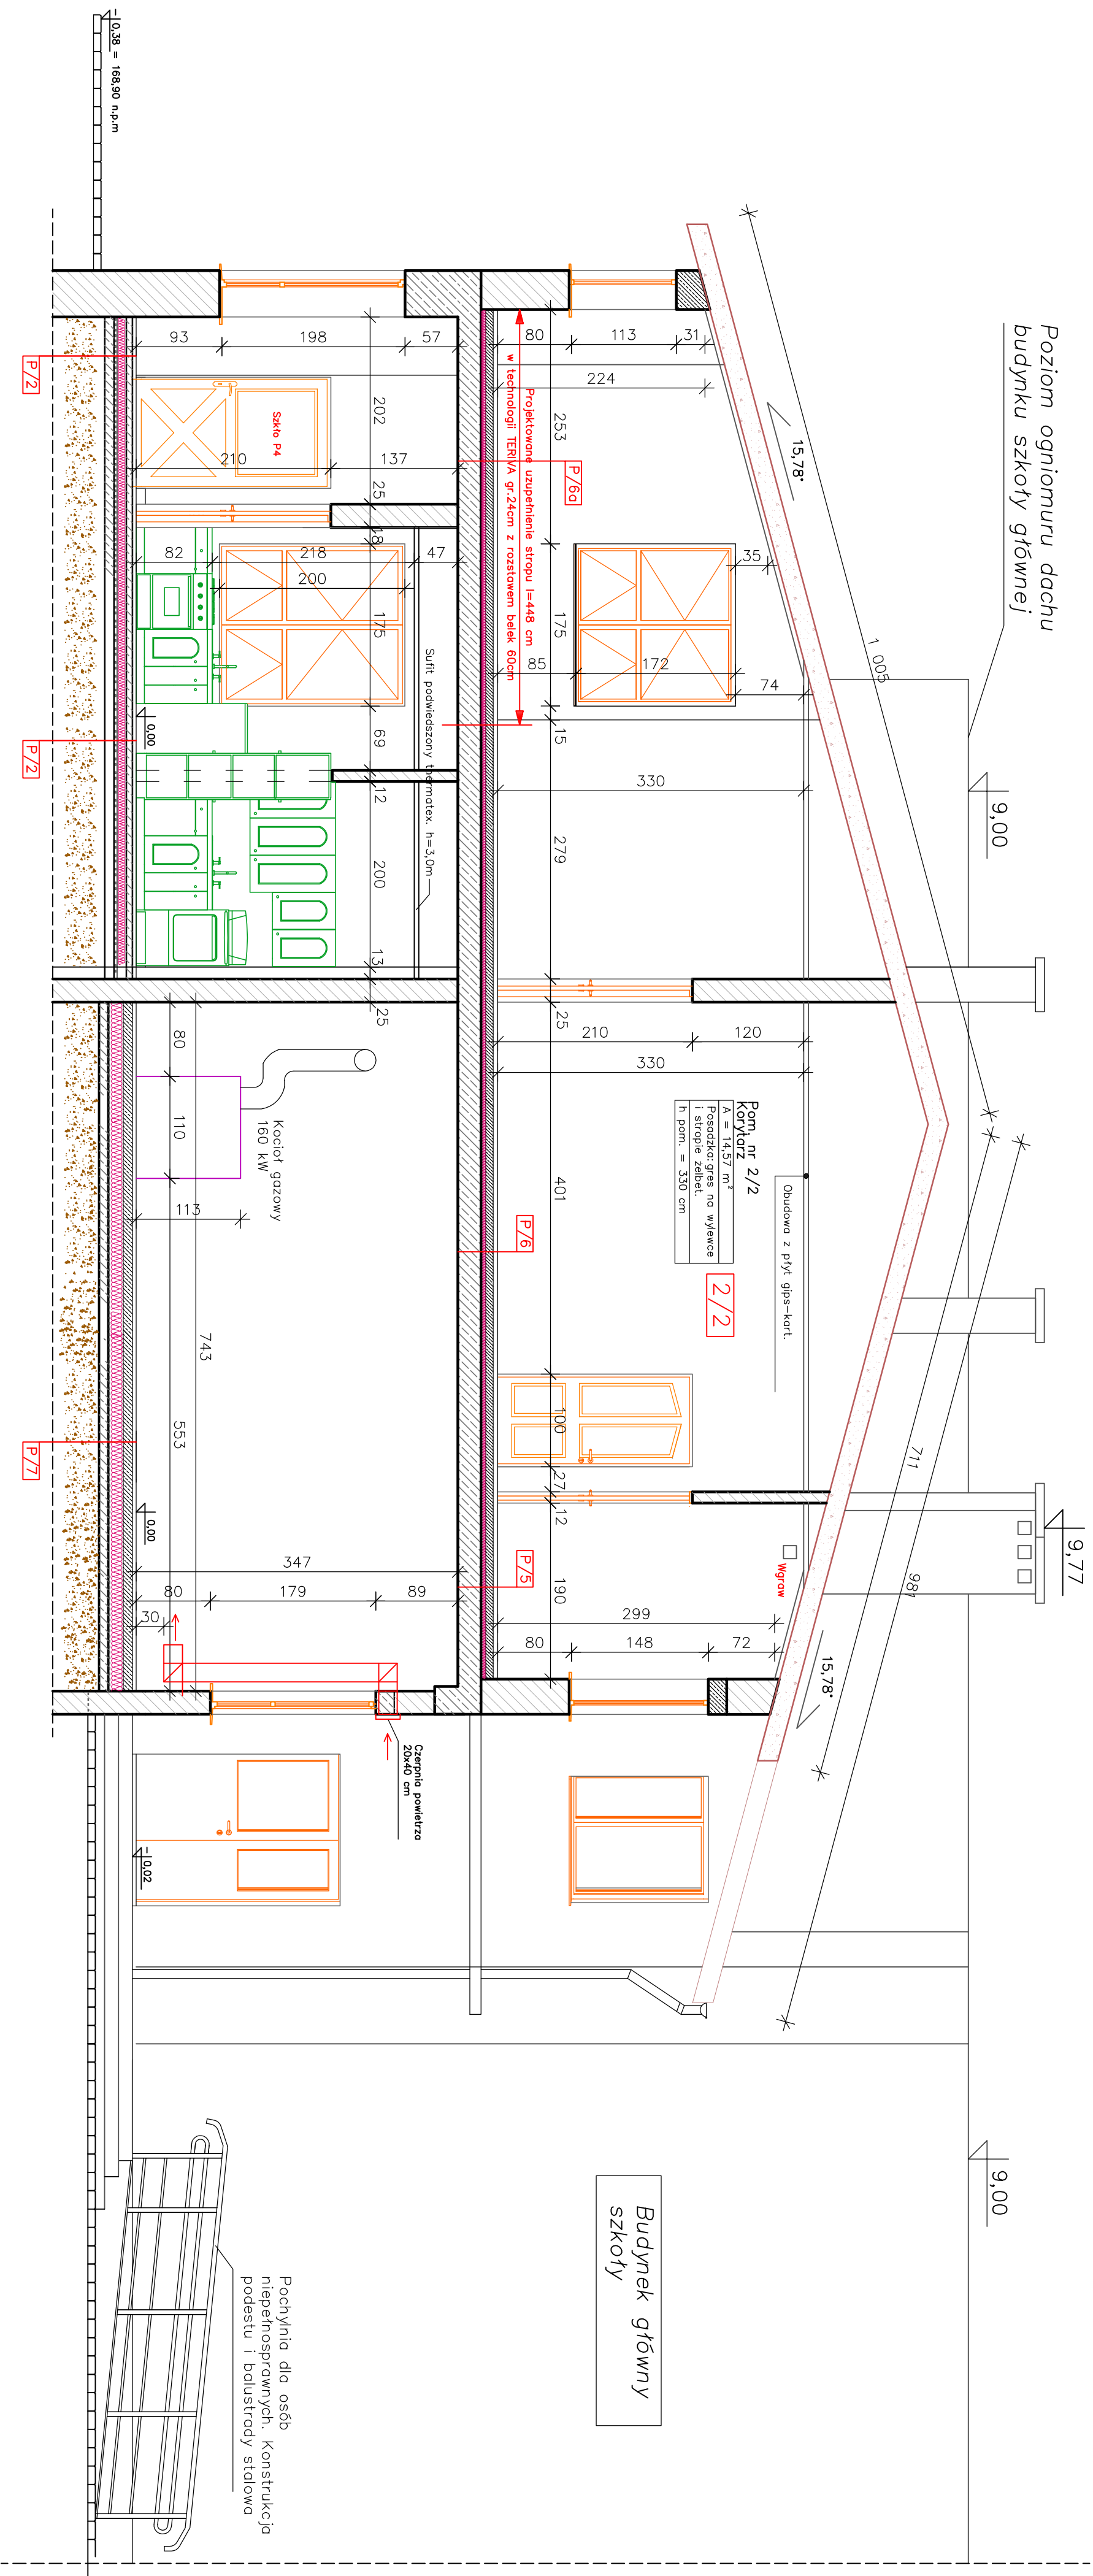 Poziom ogniomuru dachu
budynku szkoły głównej
9,00
9,77
9,00
1 005
711
981
15,78°
15,78°
31
113
80
224
253
Projektowane uzupełnienie stropu l=448 cm
w technologii TERIVA gr.24cm z rozstawem belek 60cm
P/6a
35
175
172
85
74
15
330
279
25
210
120
330
Pom. nr 2/2
Korytarz
A = 14,57 m²
Posadzka:gres na wylewce
i stropie żelbet.
h pom. = 330 cm
2/2
Obudowa z płyt gips-kart.
401
P/6
100
27
12
Wgraw
190
P/5
299
80
148
72
57
198
93
202
Szkło P4
210
137
25
18
82
218
47
200
175
Sufit podwiedszony thermatex. h=3,0m
69
12
200
13
25
0,00
80
110
Kocioł gazowy
160 kW
113
743
553
0,00
347
80
179
89
30
Czerpnia powietrza
20x40 cm
-0,02
-0,38 = 168,90 n.p.m
P/2
P/2
P/7
Budynek główny
szkoły
Pochylnia dla osób
niepełnosprawnych. Konstrukcja
podestu i balustrady stalowa